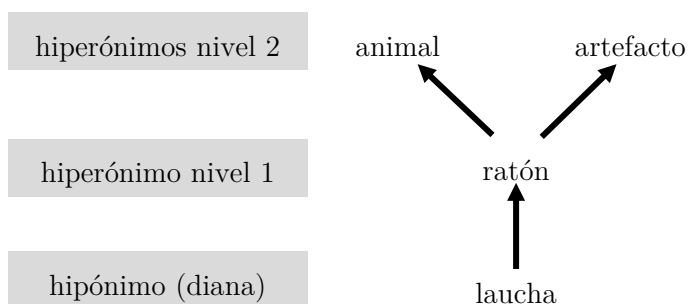 hiperónimos nivel 2
animal
artefacto
hiperónimo nivel 1
ratón
hipónimo (diana)
laucha